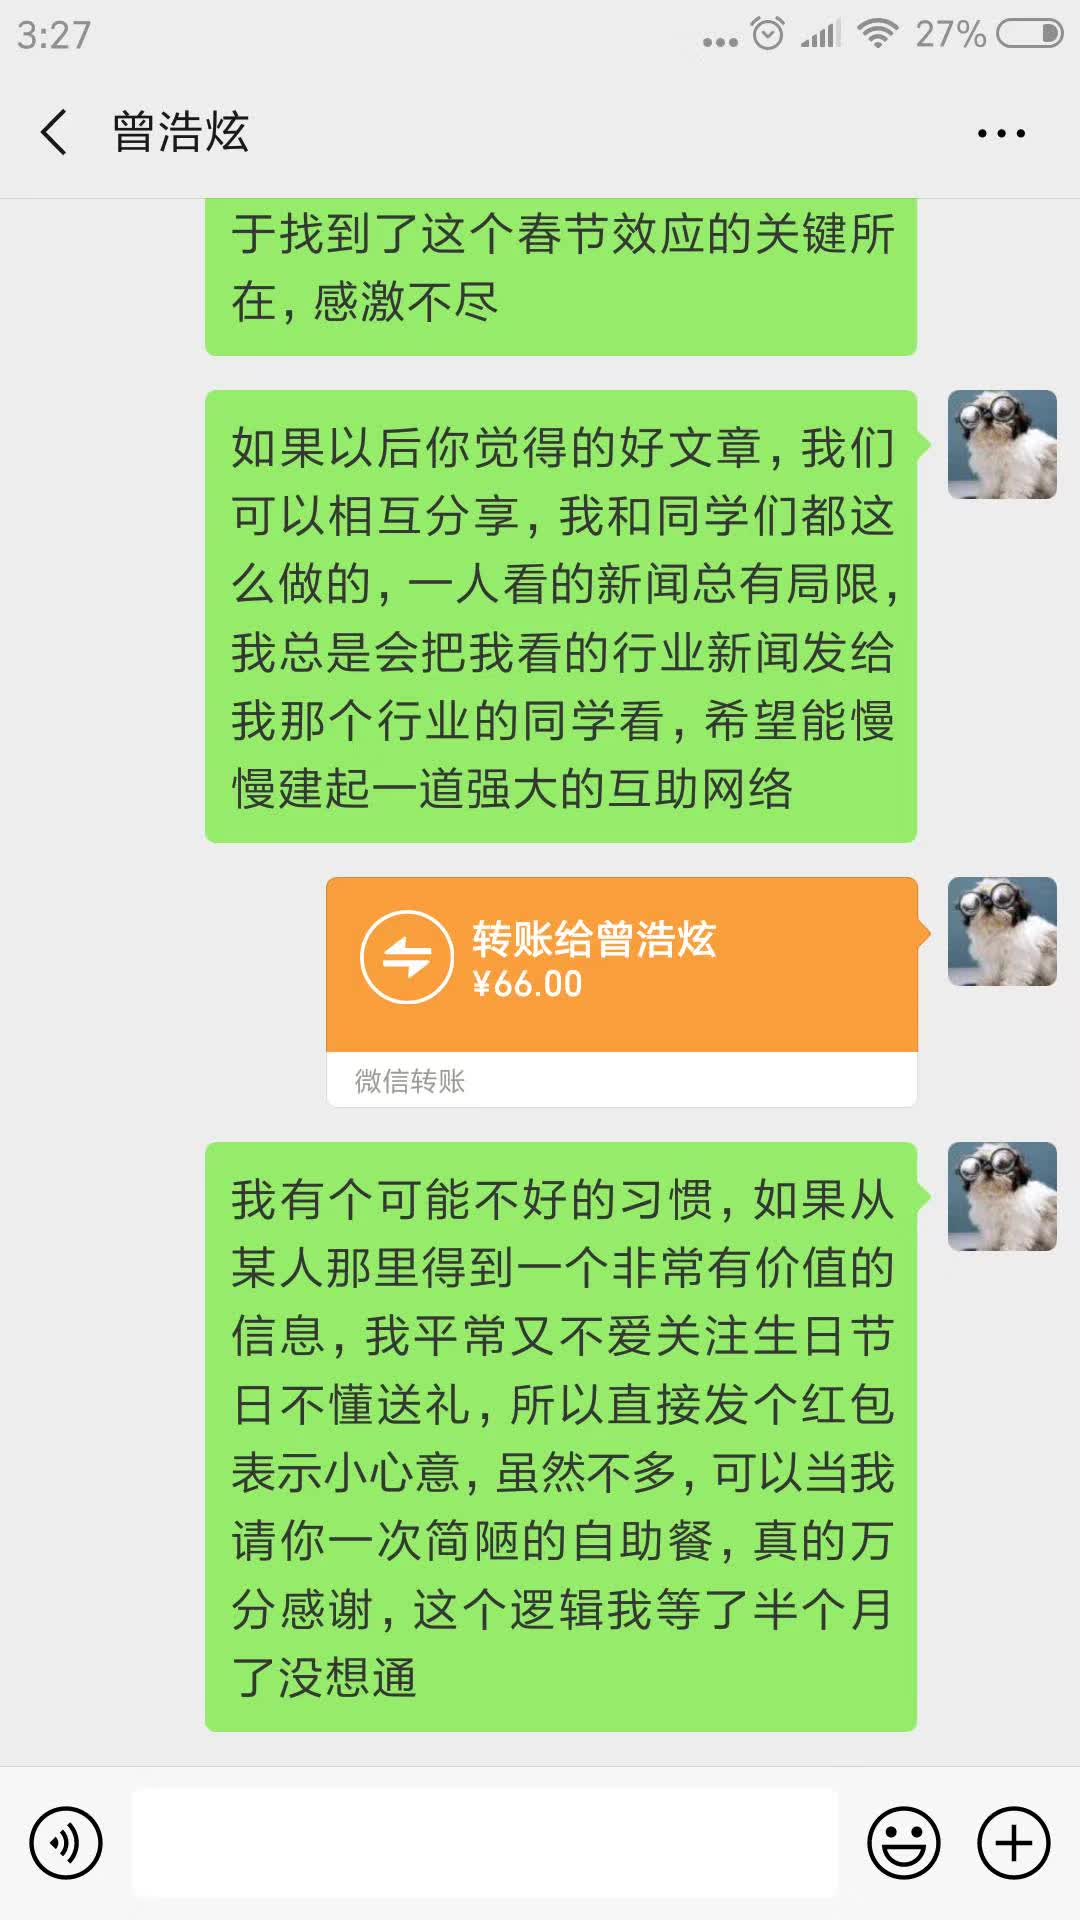 3:27
27%
曾浩炫
于找到了这个春节效应的关键所
在，感激不尽
如果以后你觉得的好文章，我们
可以相互分享，我和同学们都这
么做的，一人看的新闻总有局限，
我总是会把我看的行业新闻发给
我那个行业的同学看，希望能慢
慢建起一道强大的互助网络
转账给曾浩炫
¥66.00
微信转账
我有个可能不好的习惯，如果从
某人那里得到一个非常有价值的
信息，我平常又不爱关注生日节
日不懂送礼，所以直接发个红包
表示小心意，虽然不多，可以当我
请你一次简陋的自助餐，真的万
分感谢，这个逻辑我等了半个月
了没想通